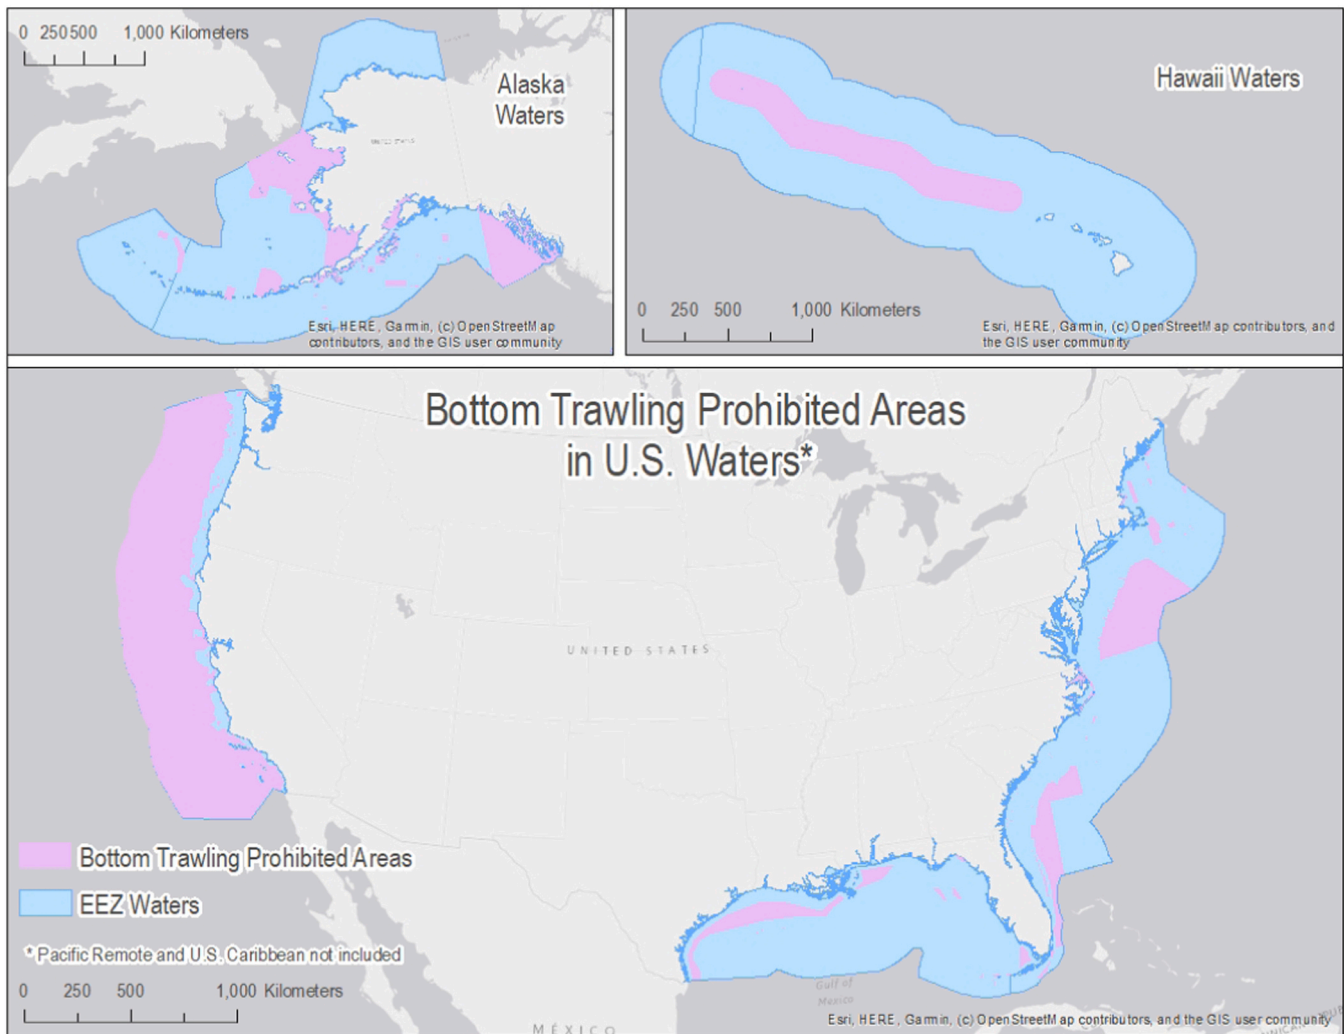 0 250500 1,000 Kilometers
Alaska
Waters
UNITED STATES
Esri, HERE, Garmin, (c) OpenStreetMap
contributors, and the GIS user community
Hawaii Waters
0 250 500 1,000 Kilometers
Esri, HERE, Garmin, (c) OpenStreetMap contributors, and
the GIS user community
Bottom Trawling Prohibited Areas
in U.S. Waters*
UNITED STATES
Bottom Trawling Prohibited Areas
EEZ Waters
* Pacific Remote and U.S. Caribbean not included
0 250 500 1,000 Kilometers
Gulf of
Mexico
MÉXICO
Esri, HERE, Garmin, (c) OpenStreetMap contributors, and the GIS user community